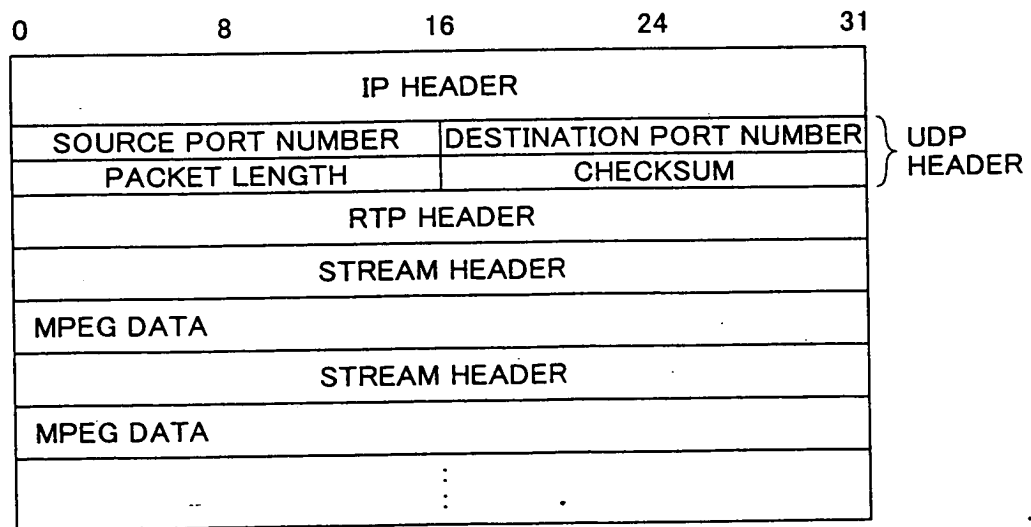 0 8 16 24 31
IP HEADER
SOURCE PORT NUMBER DESTINATION PORT NUMBER
UDP
HEADER
PACKET LENGTH CHECKSUM
RTP HEADER
STREAM HEADER
MPEG DATA
STREAM HEADER
MPEG DATA